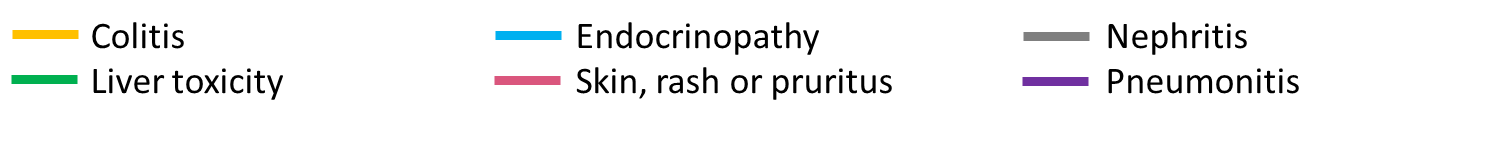 Colitis Endocrinopathy Nephritis
Liver toxicity Skin, rash or pruritus Pneumonitis